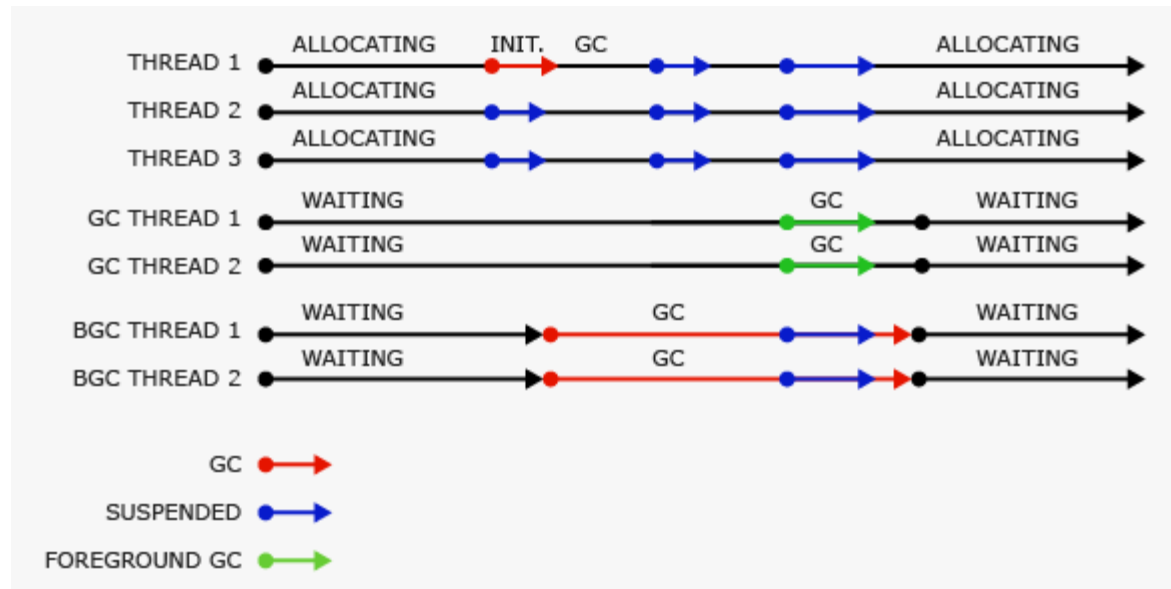 ALLOCATING INIT. GC ALLOCATING
THREAD 1
ALLOCATING ALLOCATING
THREAD 2
ALLOCATING ALLOCATING
THREAD 3
WAITING GC WAITING
GC THREAD 1
WAITING GC WAITING
GC THREAD 2
WAITING GC WAITING
BGC THREAD 1
WAITING GC WAITING
BGC THREAD 2
GC
SUSPENDED
FOREGROUND GC